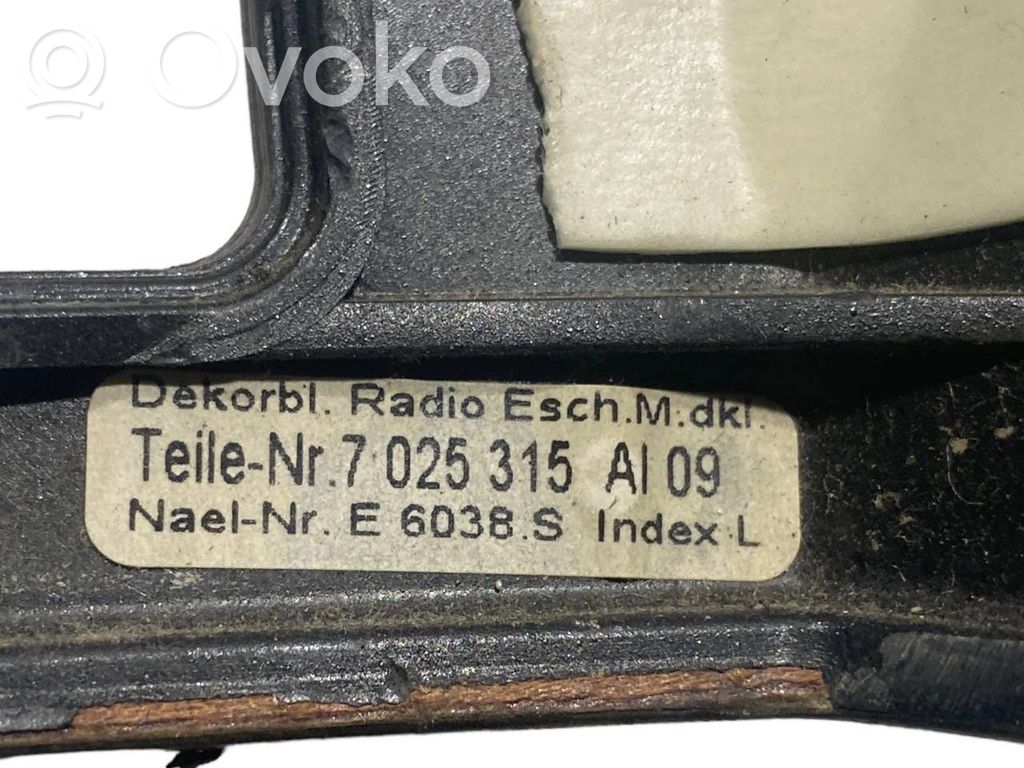 Ovoko
Dekorbl. Radio Esch.M.dkl.
Teile-Nr.7 025 315 AI 09
Nael-Nr. E 6038.S Index L